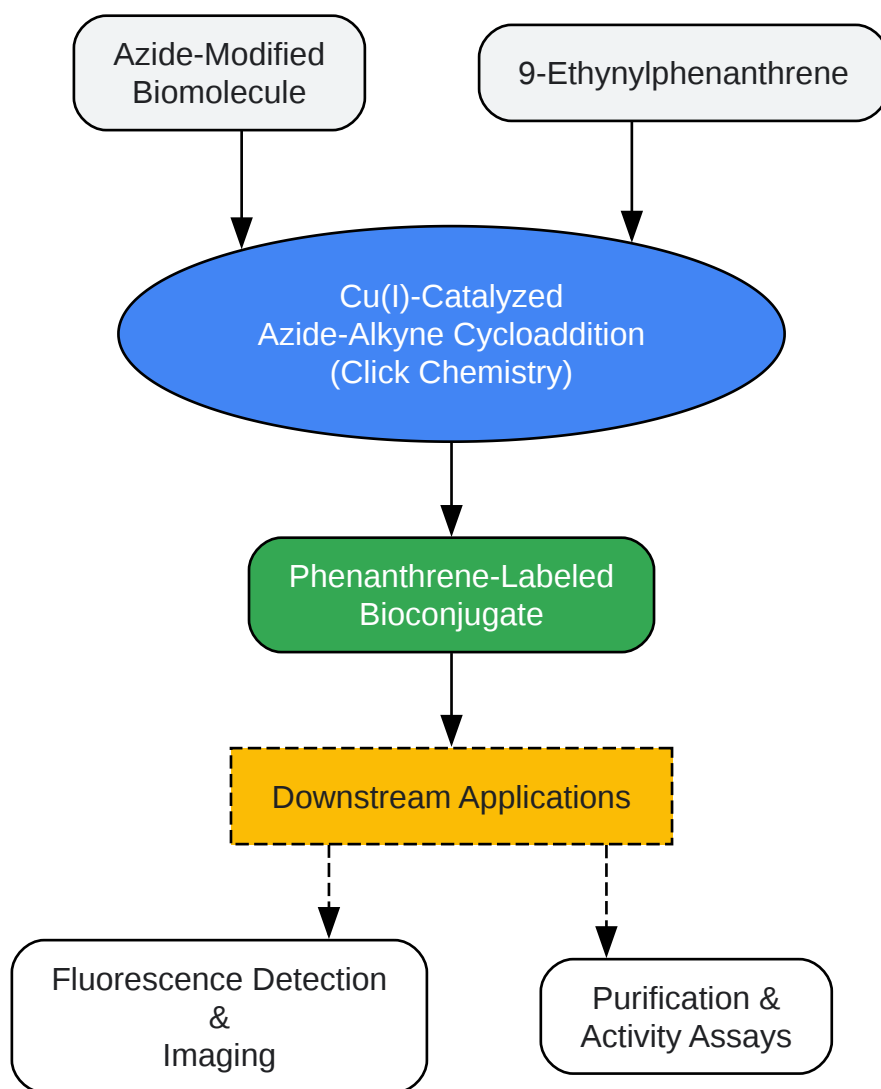 Azide-Modified
Biomolecule
9-Ethynylphenanthrene
Cu(I)-Catalyzed
Azide-Alkyne Cycloaddition
(Click Chemistry)
Phenanthrene-Labeled
Bioconjugate
Downstream Applications
Fluorescence Detection
&
Imaging
Purification &
Activity Assays